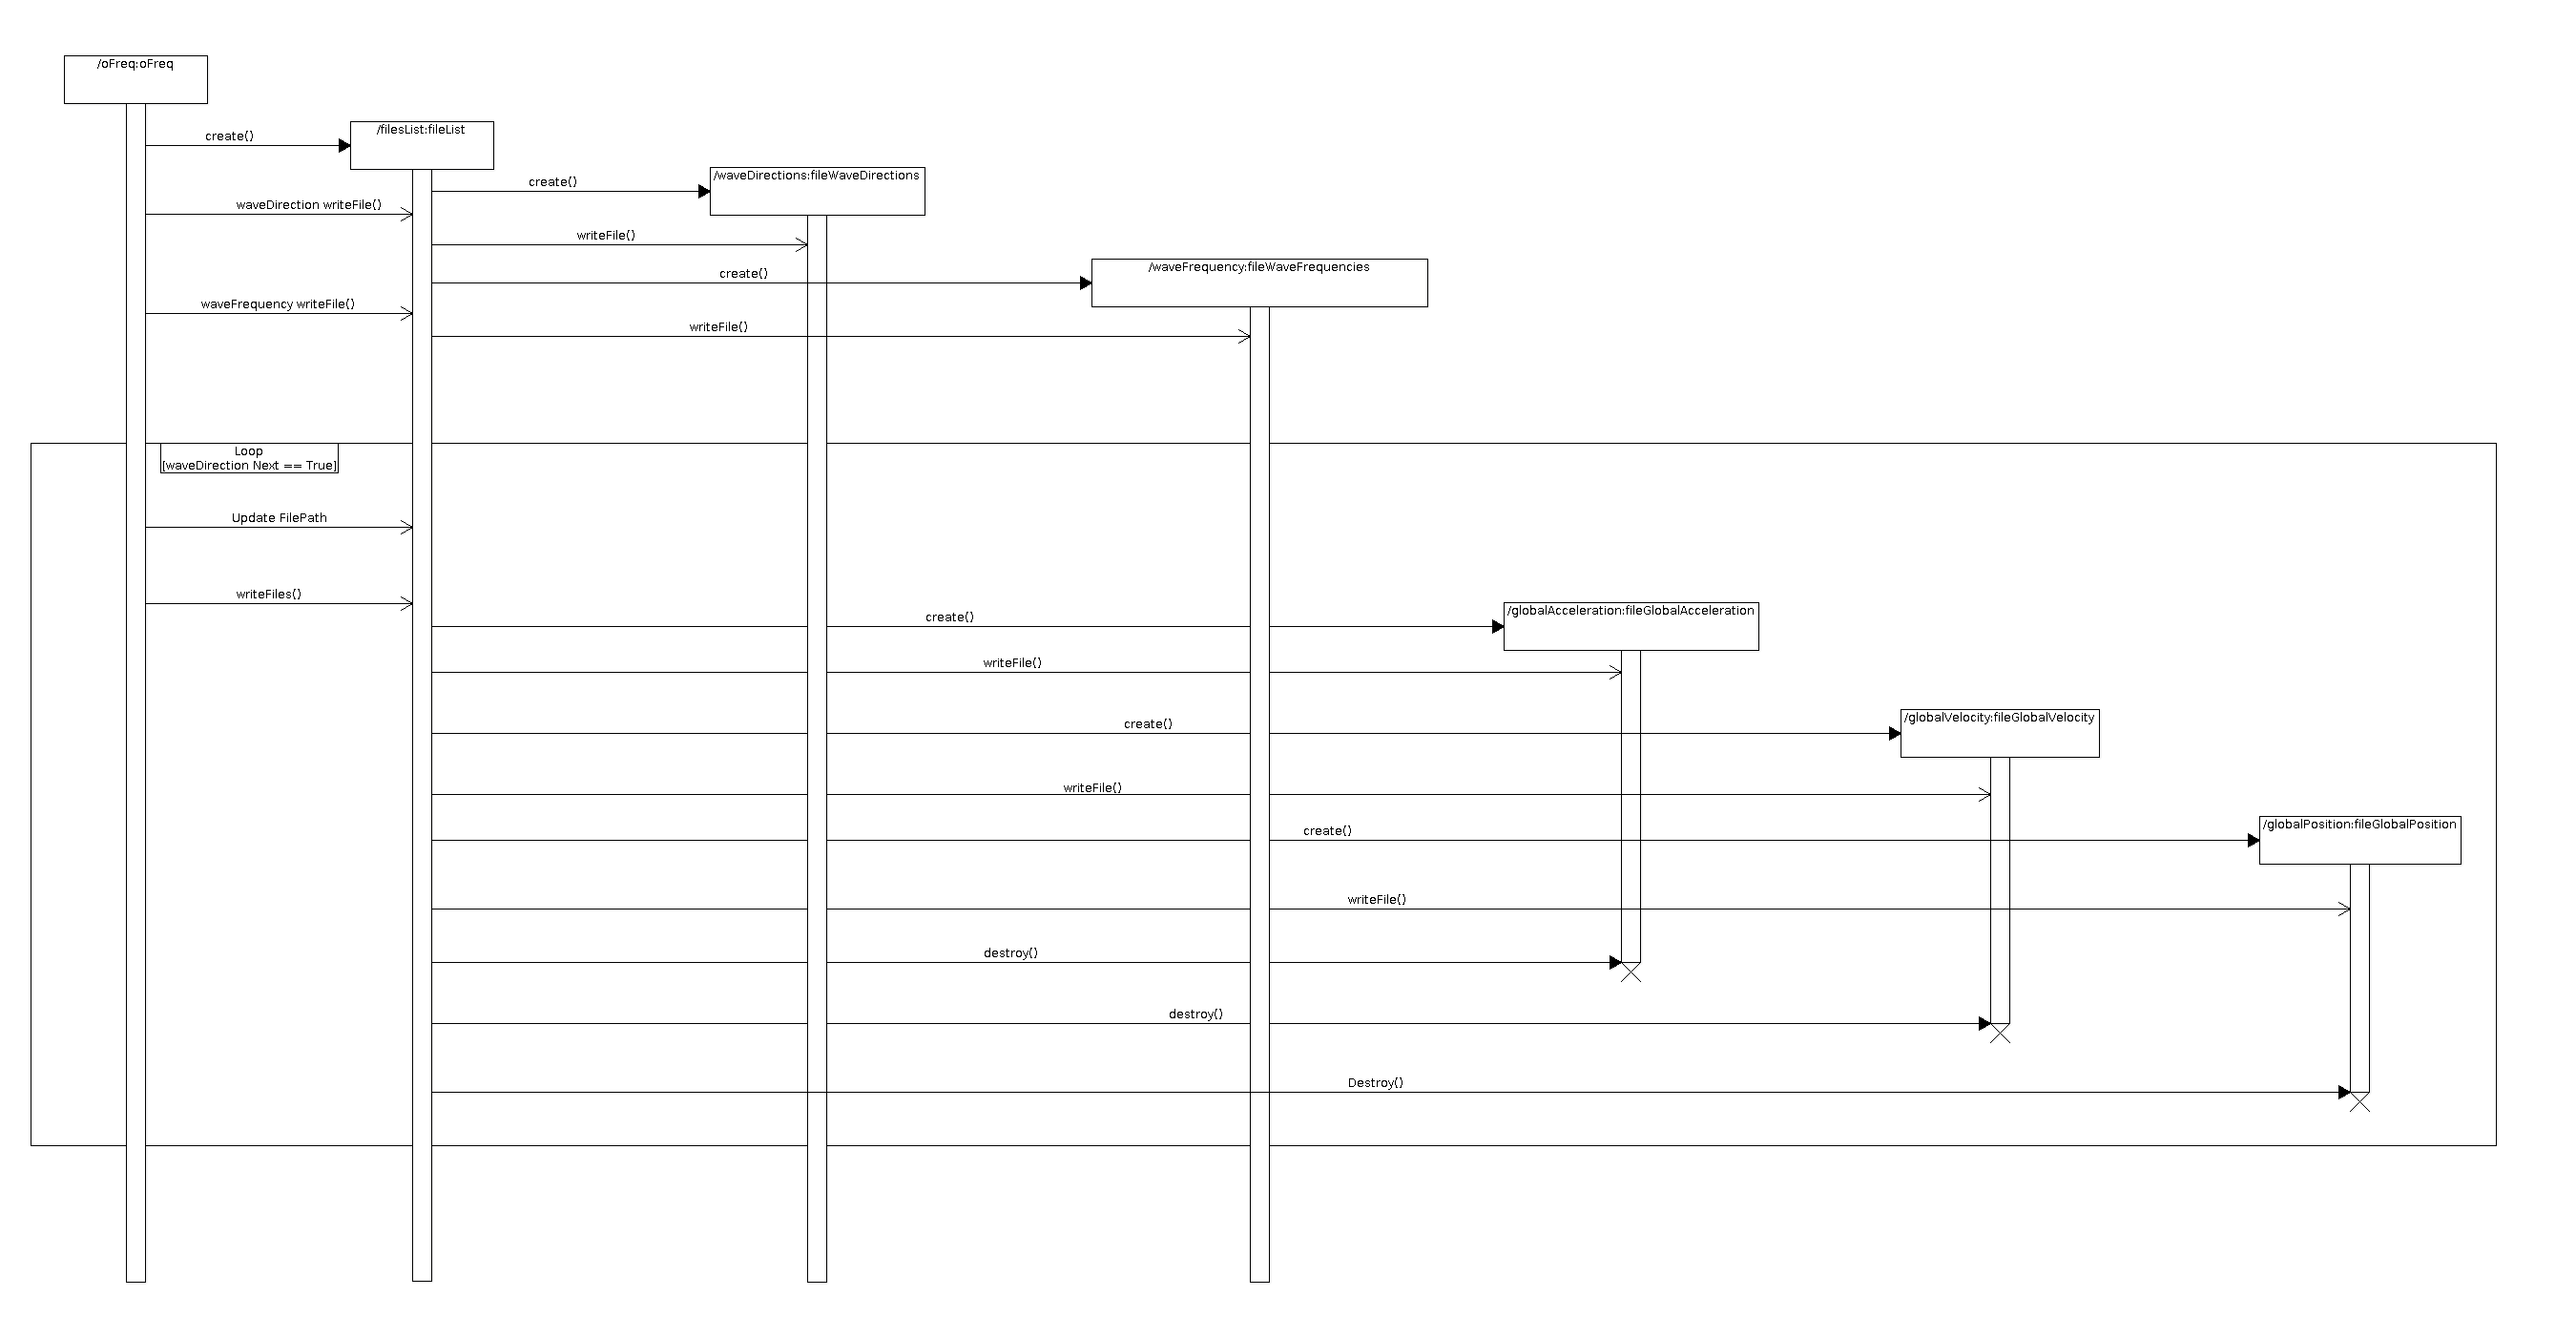 /oFreq:oFreq
/filesList:fileList
create()
/waveDirections:fileWaveDirections
create()
waveDirection writeFile()
writeFile()
/waveFrequency:fileWaveFrequencies
create()
waveFrequency writeFile()
writeFile()
Loop
[waveDirection Next == True]
Update FilePath
writeFiles()
/globalAcceleration:fileGlobalAcceleration
create()
writeFile()
/globalVelocity:fileGlobalVelocity
create()
writeFile()
/globalPosition:fileGlobalPosition
create()
writeFile()
destroy()
destroy()
Destroy()